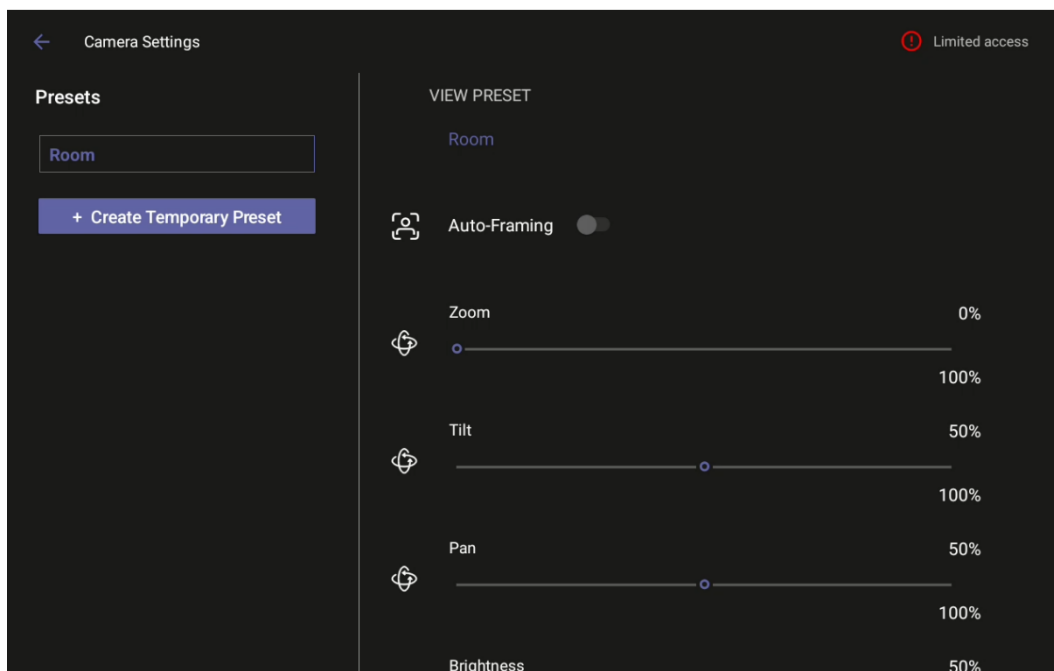 Camera Settings
Limited access
Presets
Room
+ Create Temporary Preset
VIEW PRESET
Room
Auto-Framing
Zoom
0%
100%
Tilt
50%
100%
Pan
50%
100%
Brightness
50%